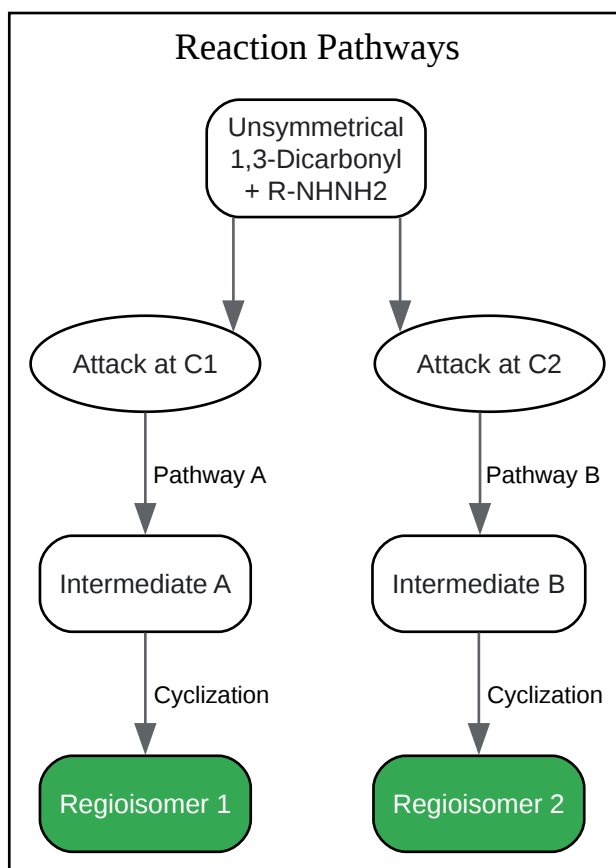 Reaction Pathways
Unsymmetrical
1,3-Dicarbonyl
+ R-NHNH2
Attack at C1
Attack at C2
Pathway A
Pathway B
Intermediate A
Intermediate B
Cyclization
Cyclization
Regioisomer 1
Regioisomer 2